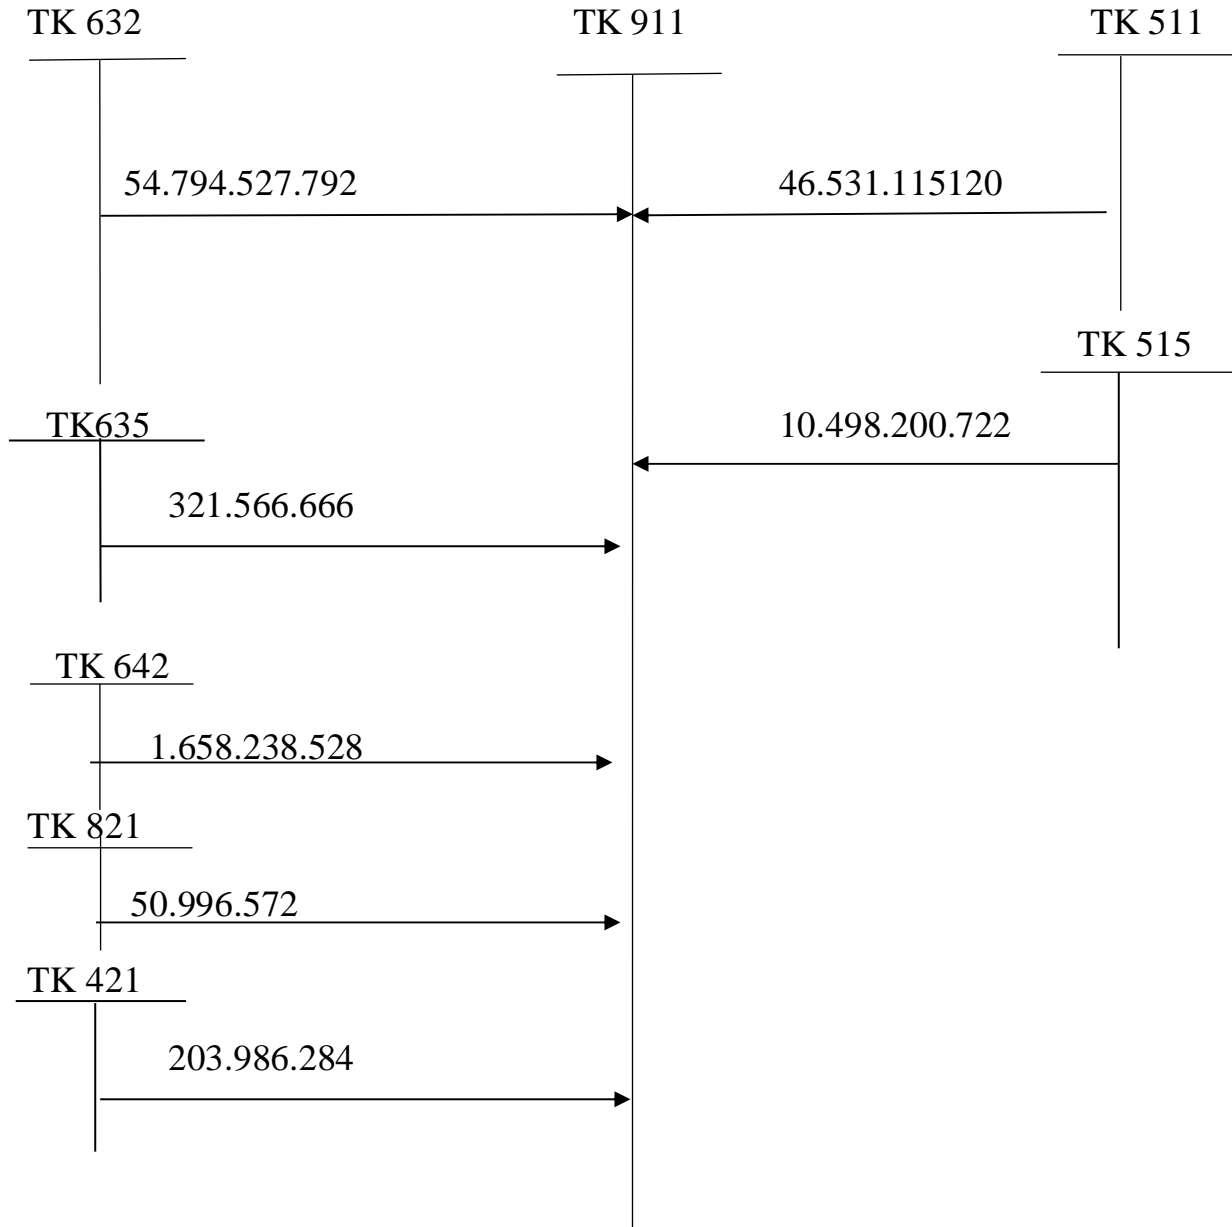 TK 632
TK 911
TK 511
54.794.527.792
46.531.115120
TK 515
TK635
10.498.200.722
321.566.666
TK 642
1.658.238.528
TK 821
50.996.572
TK 421
203.986.284